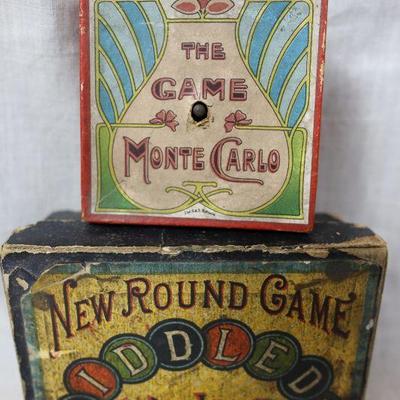 THE
GAME
MONTE CARLO
NEW ROUND GAME
IDDLED